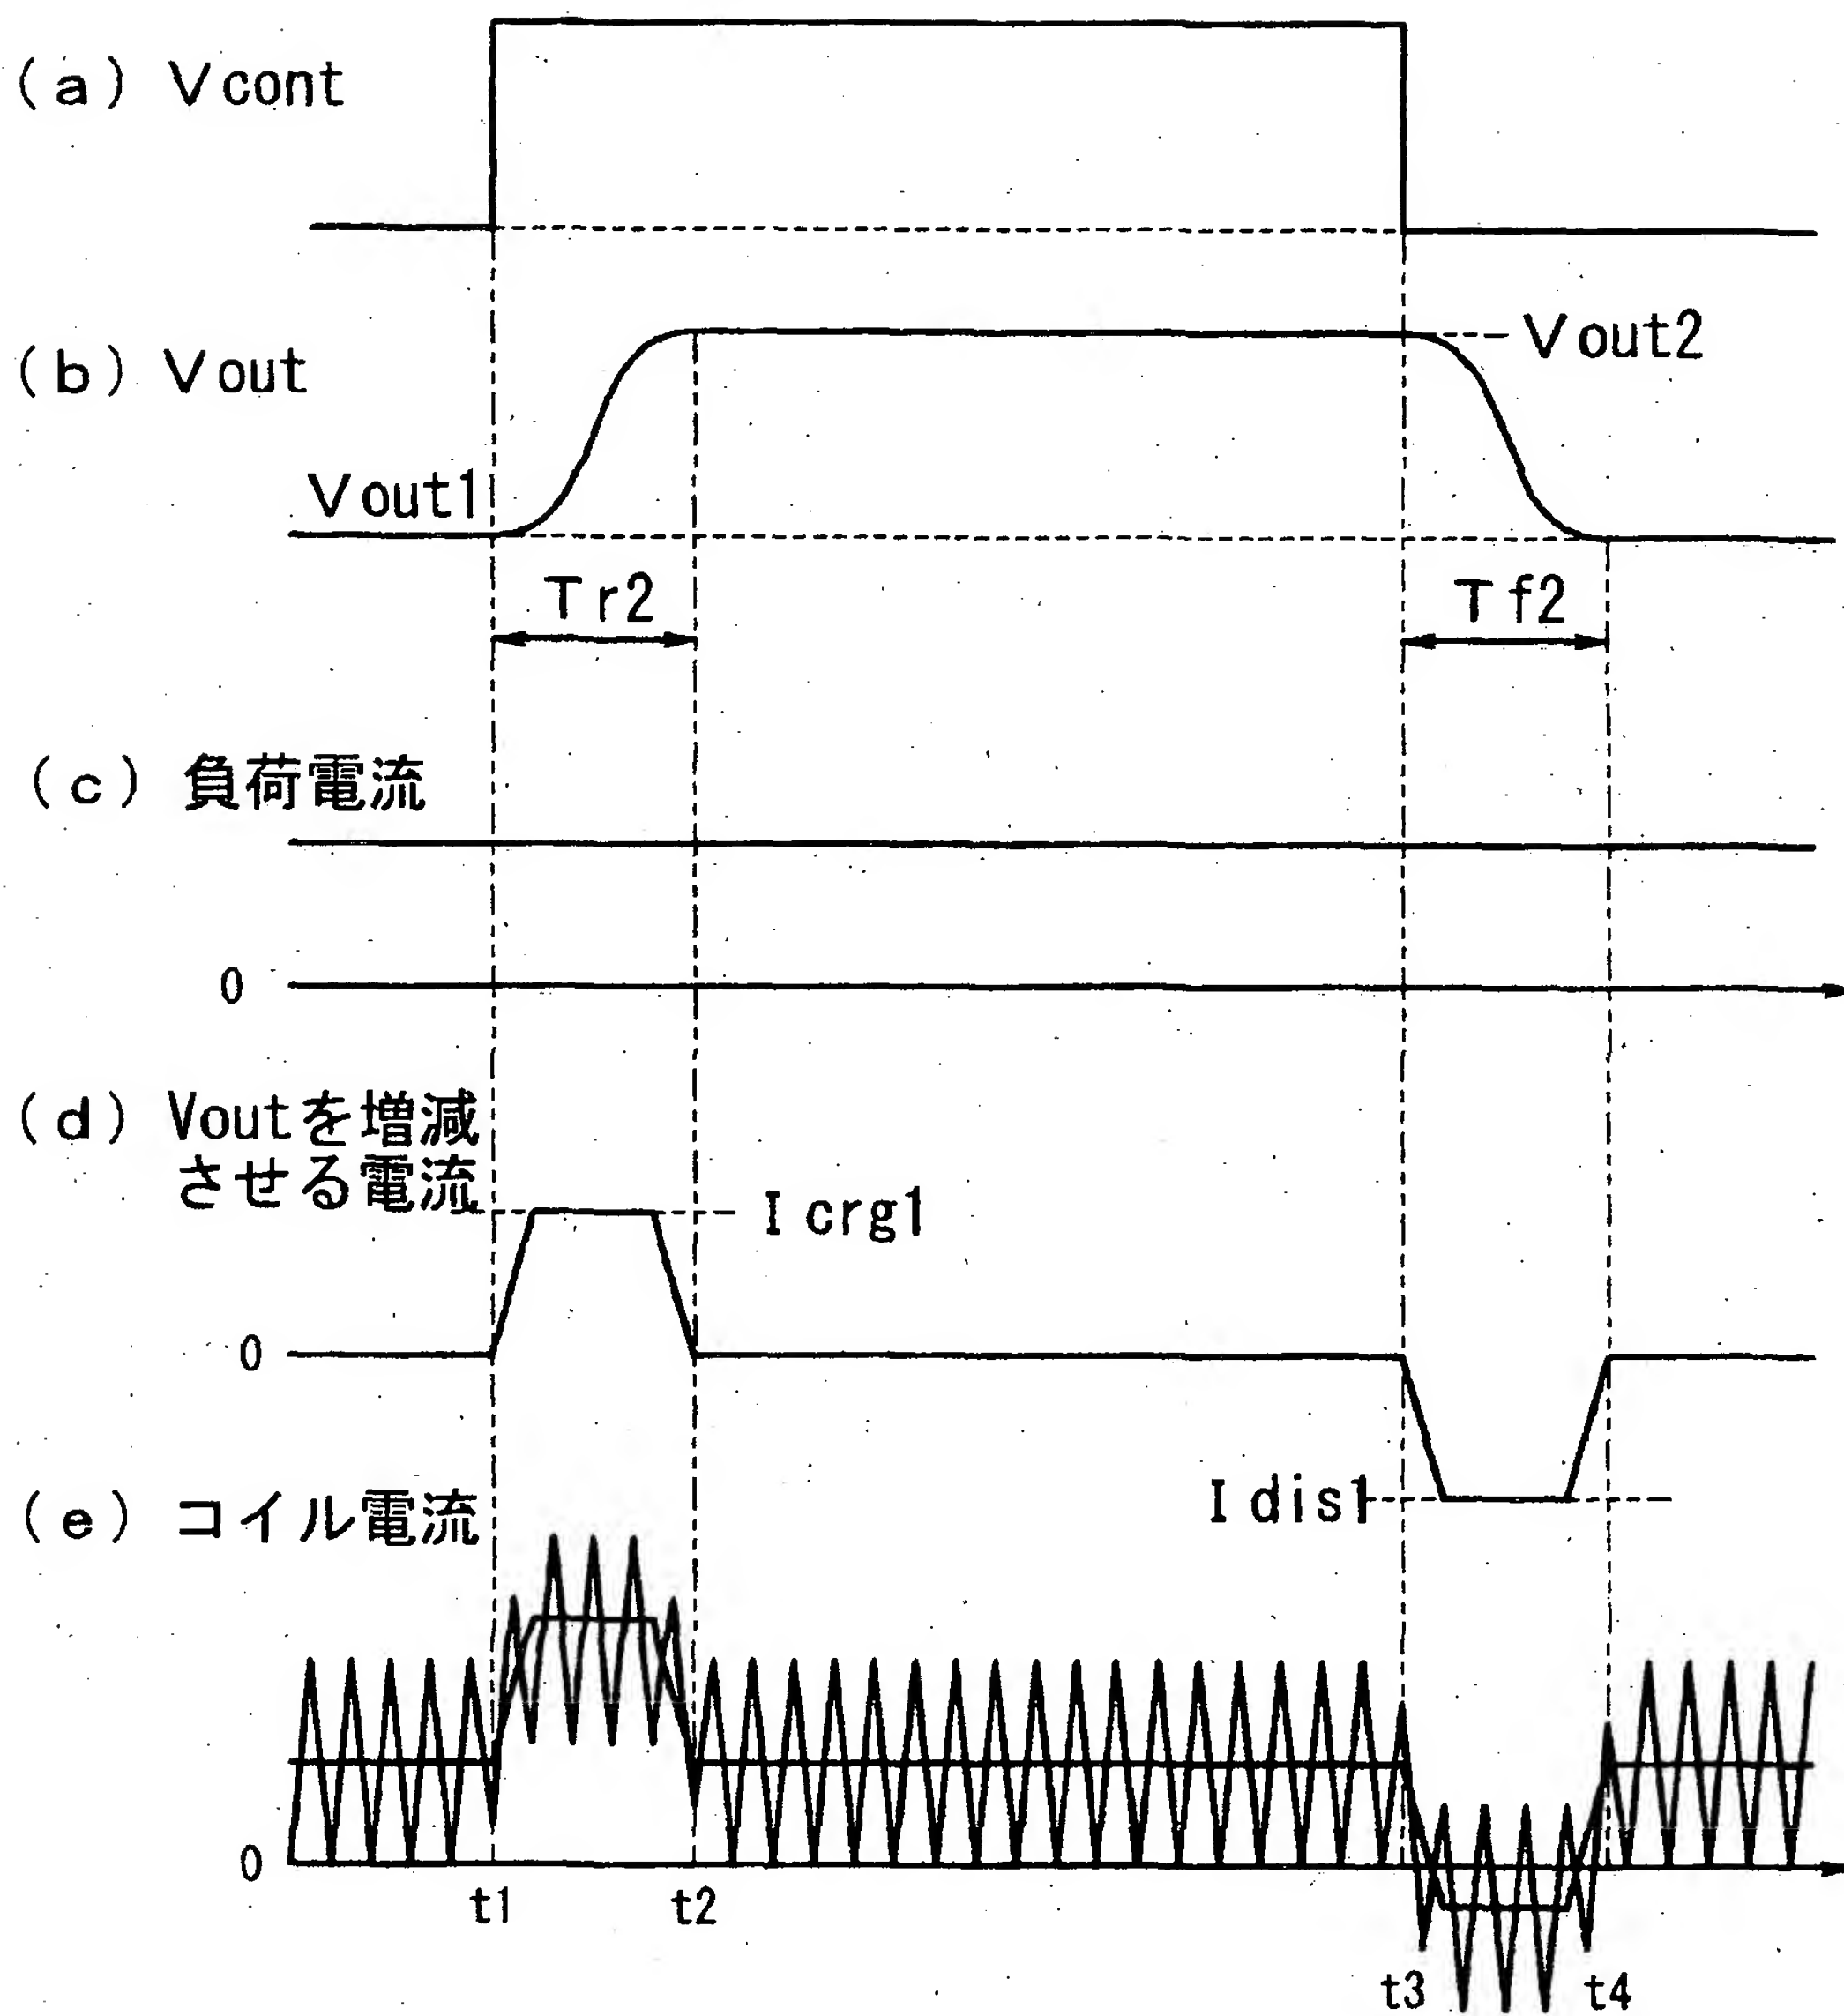 (a) Vcont
(b) Vout
Vout2
Vout1
Tr2
Tf2
(c) 負荷電流
0
(d) Voutを増減
させる電流
Icrg1
0
Idis1
(e) コイル電流
0
t1
t2
t3
t4